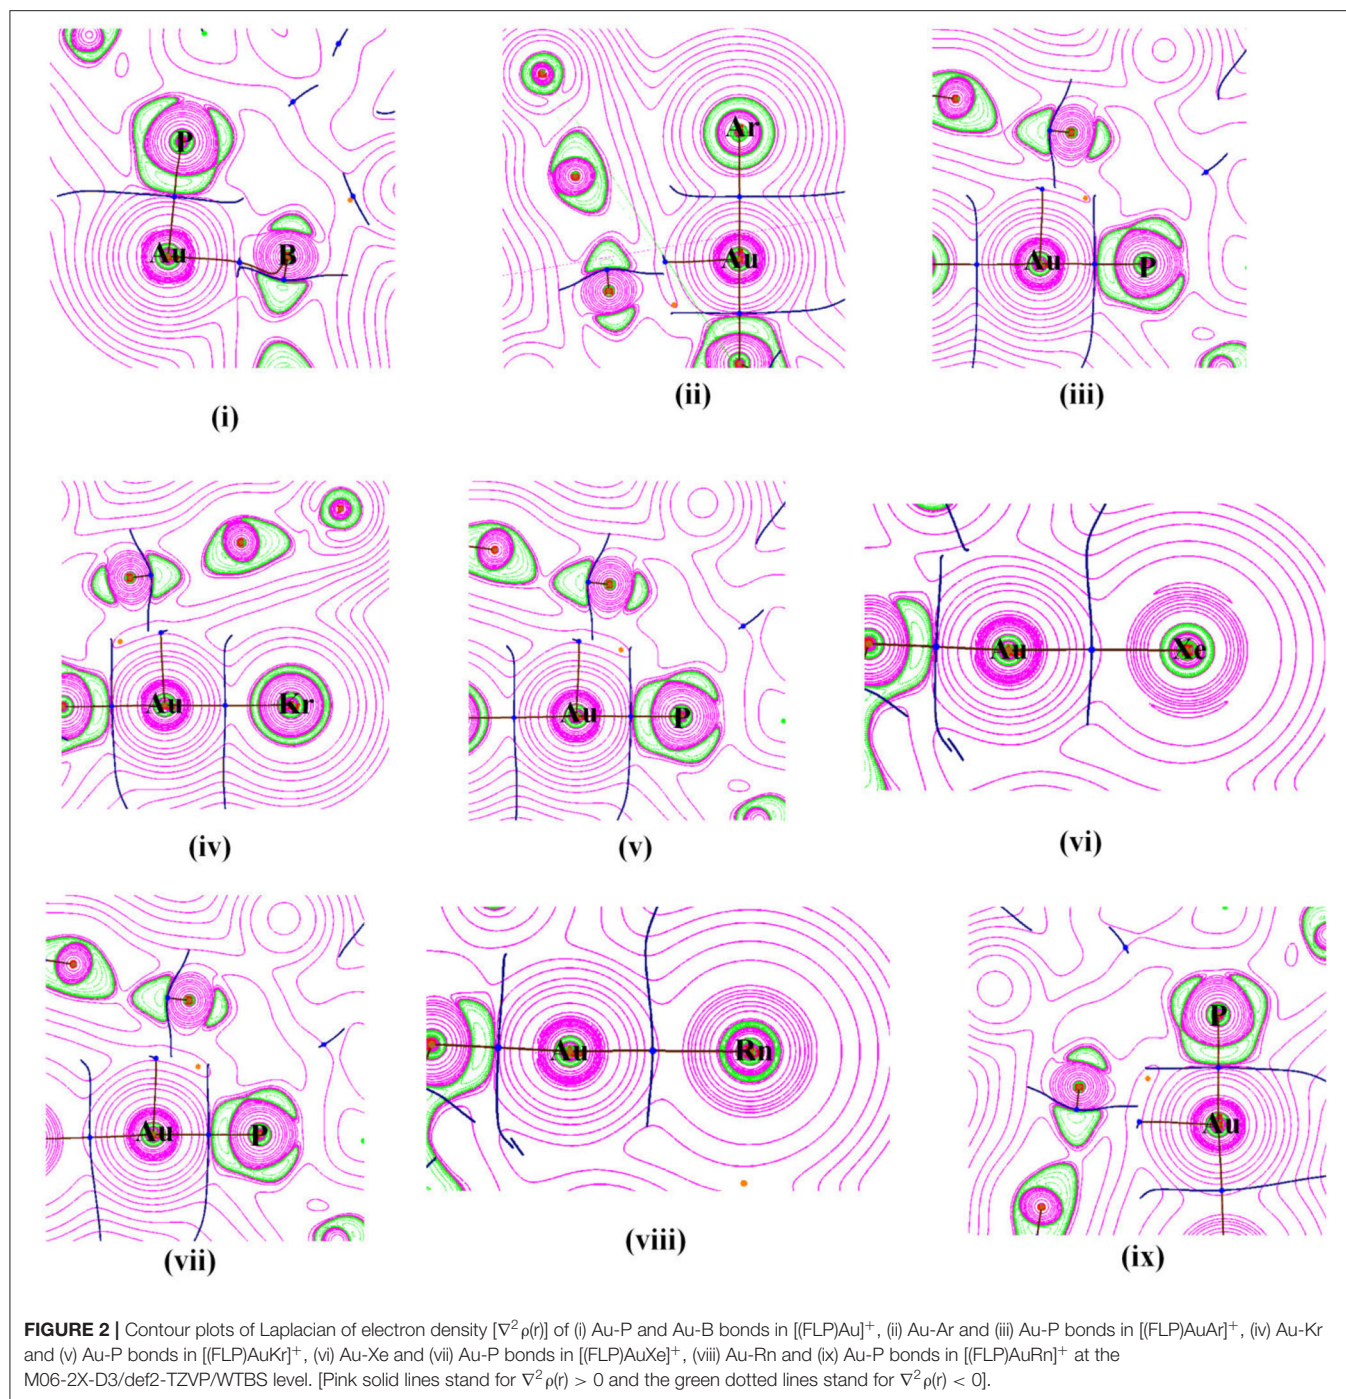 P
Au
B
(i)
Ar
Au
(ii)
Au
P
(iii)
Au
Kr
(iv)
Au
P
(v)
Au
Xe
(vi)
Au
P
(vii)
Au
Rn
(viii)
P
Au
(ix)
FIGURE 2 | Contour plots of Laplacian of electron density [∇²ρ(r)] of (i) Au-P and Au-B bonds in [(FLP)Au]⁺, (ii) Au-Ar and (iii) Au-P bonds in [(FLP)AuAr]⁺, (iv) Au-Kr
and (v) Au-P bonds in [(FLP)AuKr]⁺, (vi) Au-Xe and (vii) Au-P bonds in [(FLP)AuXe]⁺, (viii) Au-Rn and (ix) Au-P bonds in [(FLP)AuRn]⁺ at the
M06-2X-D3/def2-TZVP/WTBS level. [Pink solid lines stand for ∇²ρ(r) > 0 and the green dotted lines stand for ∇²ρ(r) < 0].